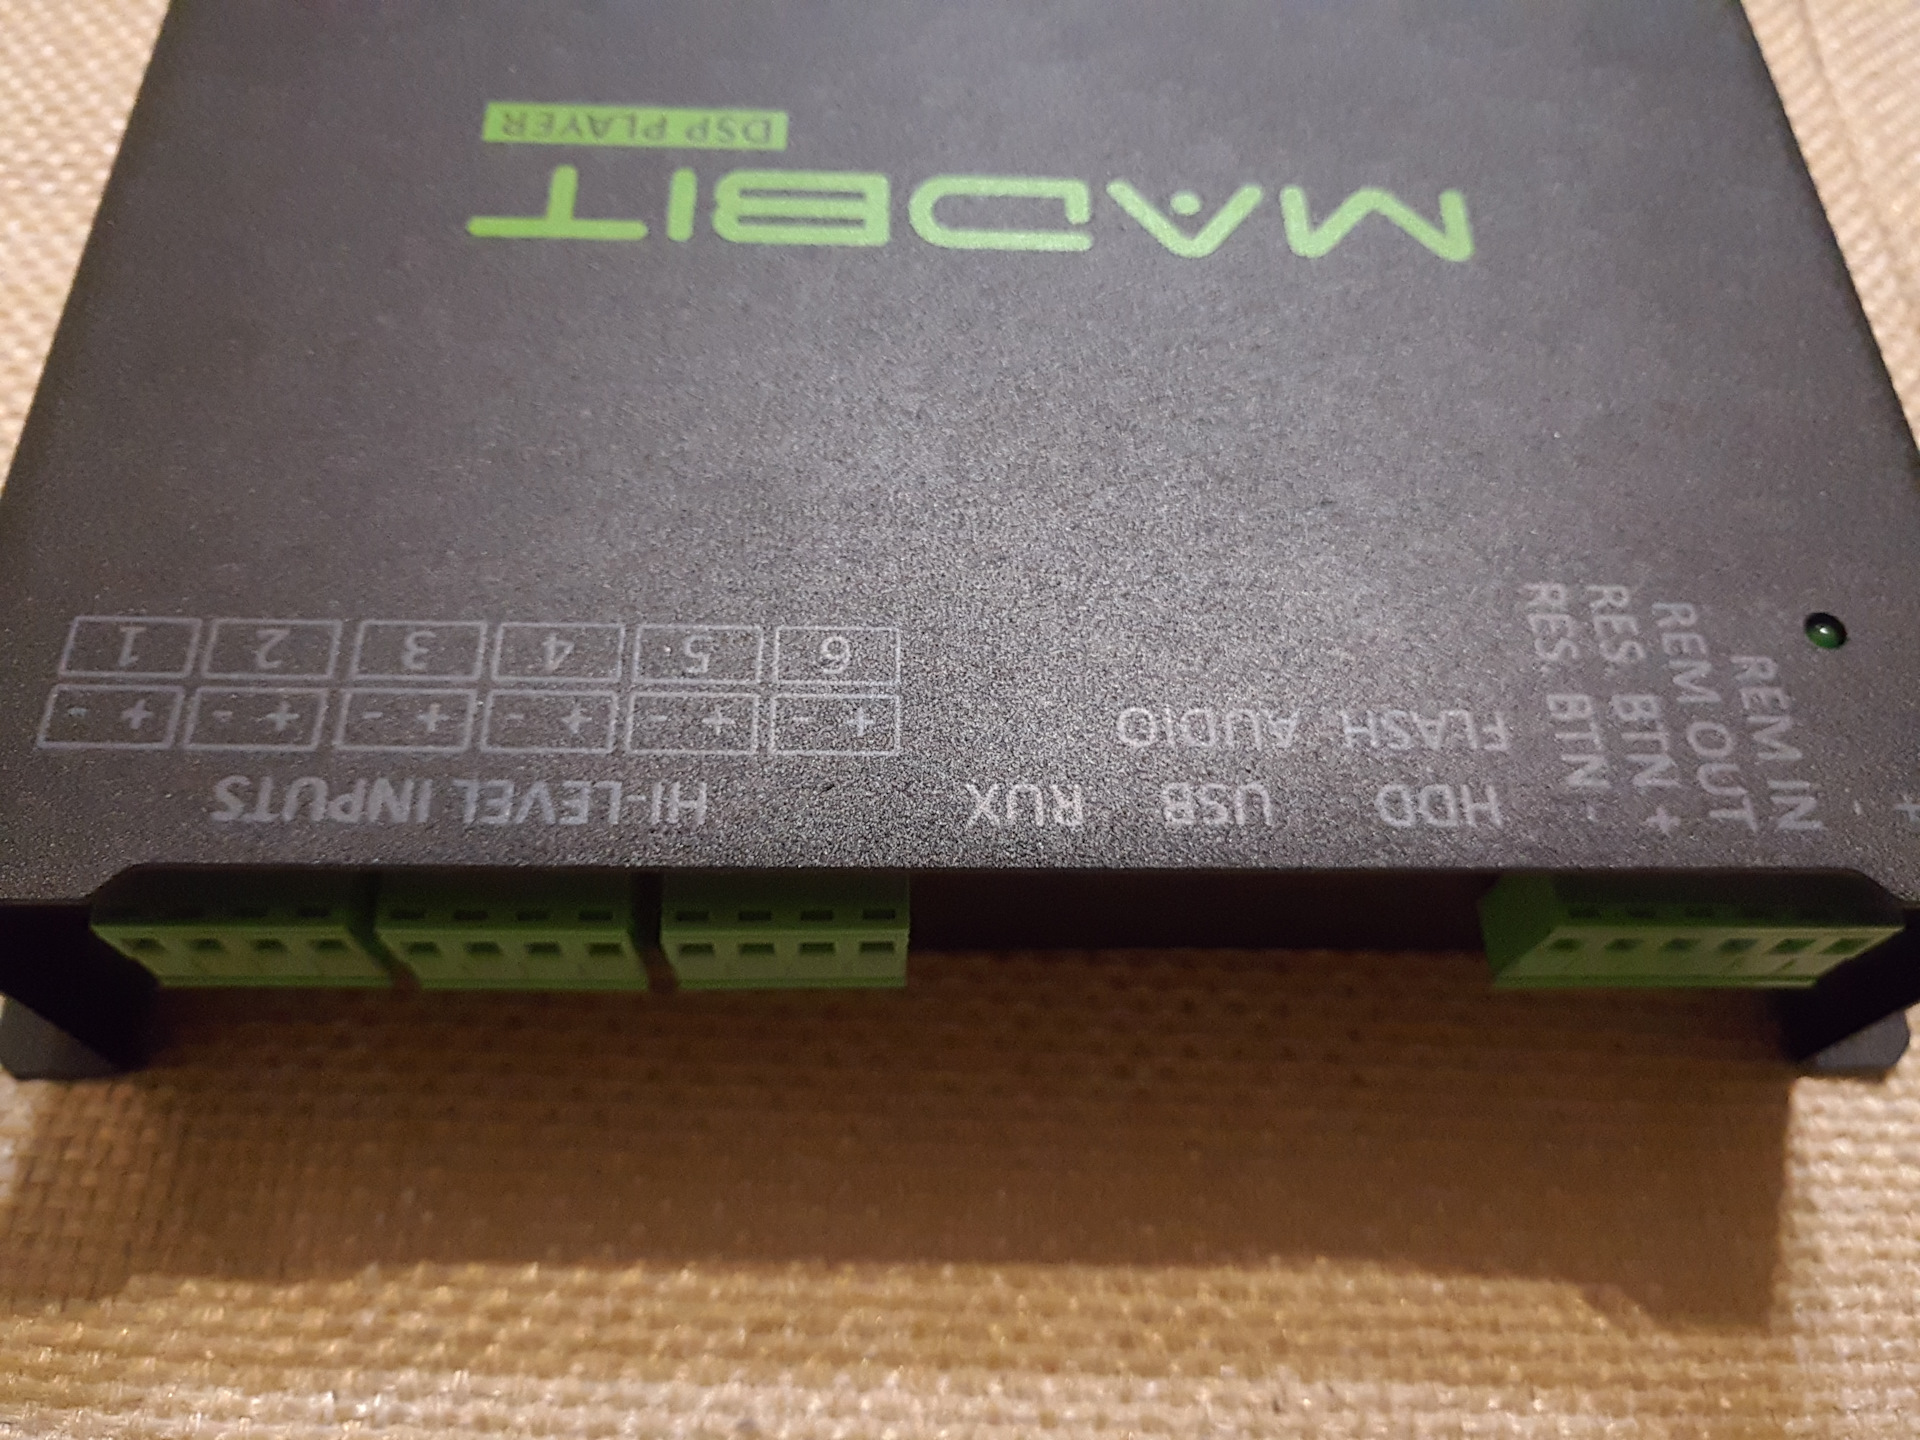 + -
REM IN
REM OUT
RES. BTN +
RES. BTN -
HDD USB RUX
FLASH AUDIO
HI-LEVEL INPUTS
+ - + - + - + - + - + -
6 5 4 3 2 1
MADBIT
DSP PLAYER